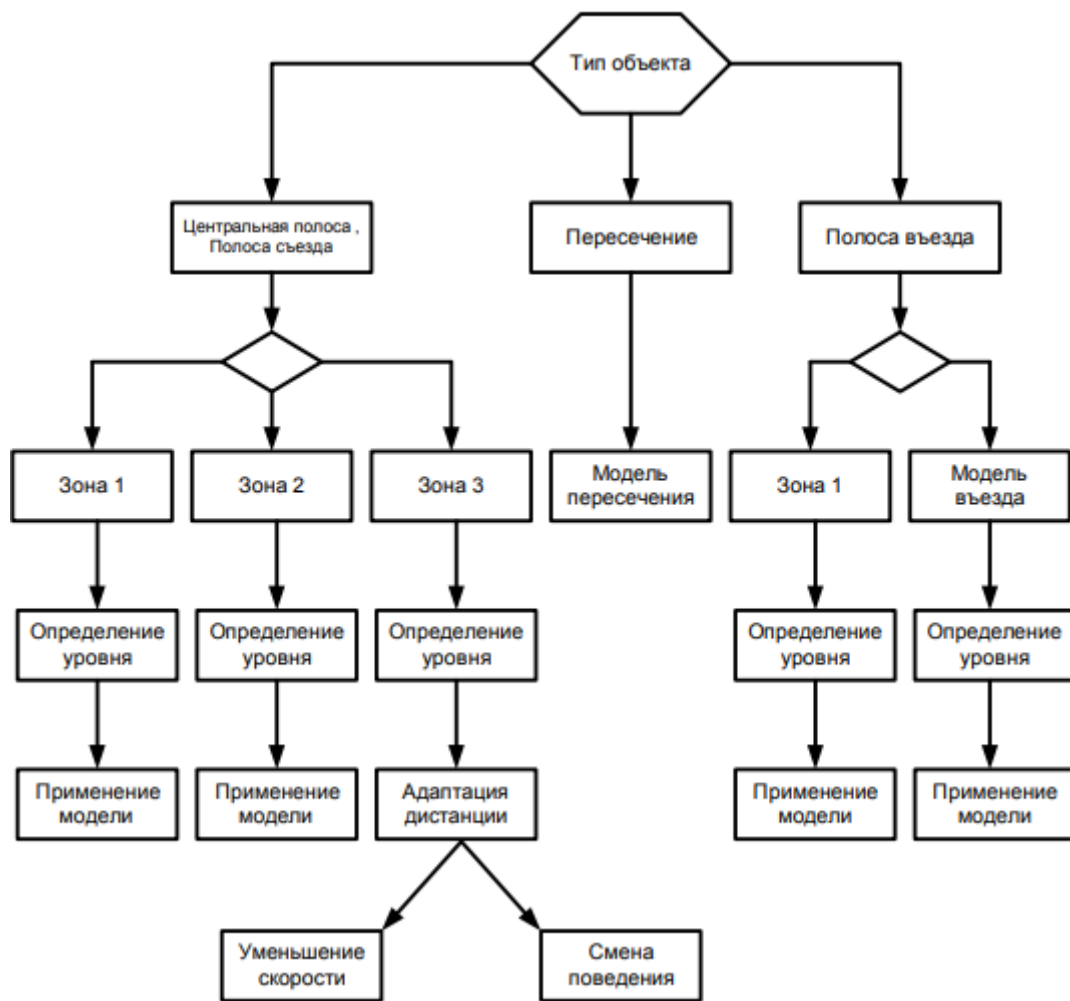 Тип объекта
Центральная полоса ,
Полоса съезда
Пересечение
Полоса въезда
Зона 1
Зона 2
Зона 3
Модель
пересечения
Зона 1
Модель
въезда
Определение
уровня
Определение
уровня
Определение
уровня
Определение
уровня
Определение
уровня
Применение
модели
Применение
модели
Адаптация
дистанции
Применение
модели
Применение
модели
Уменьшение
скорости
Смена
поведения